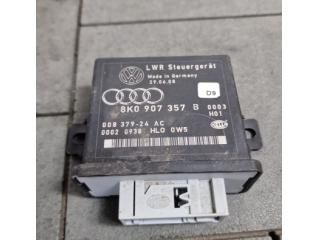 LWR Steuergerät
Made in Germany
29.06.08
D9
8K0 907 357 B 0003
H01
008 379-24 AC
0002 0938 HLO 0W5